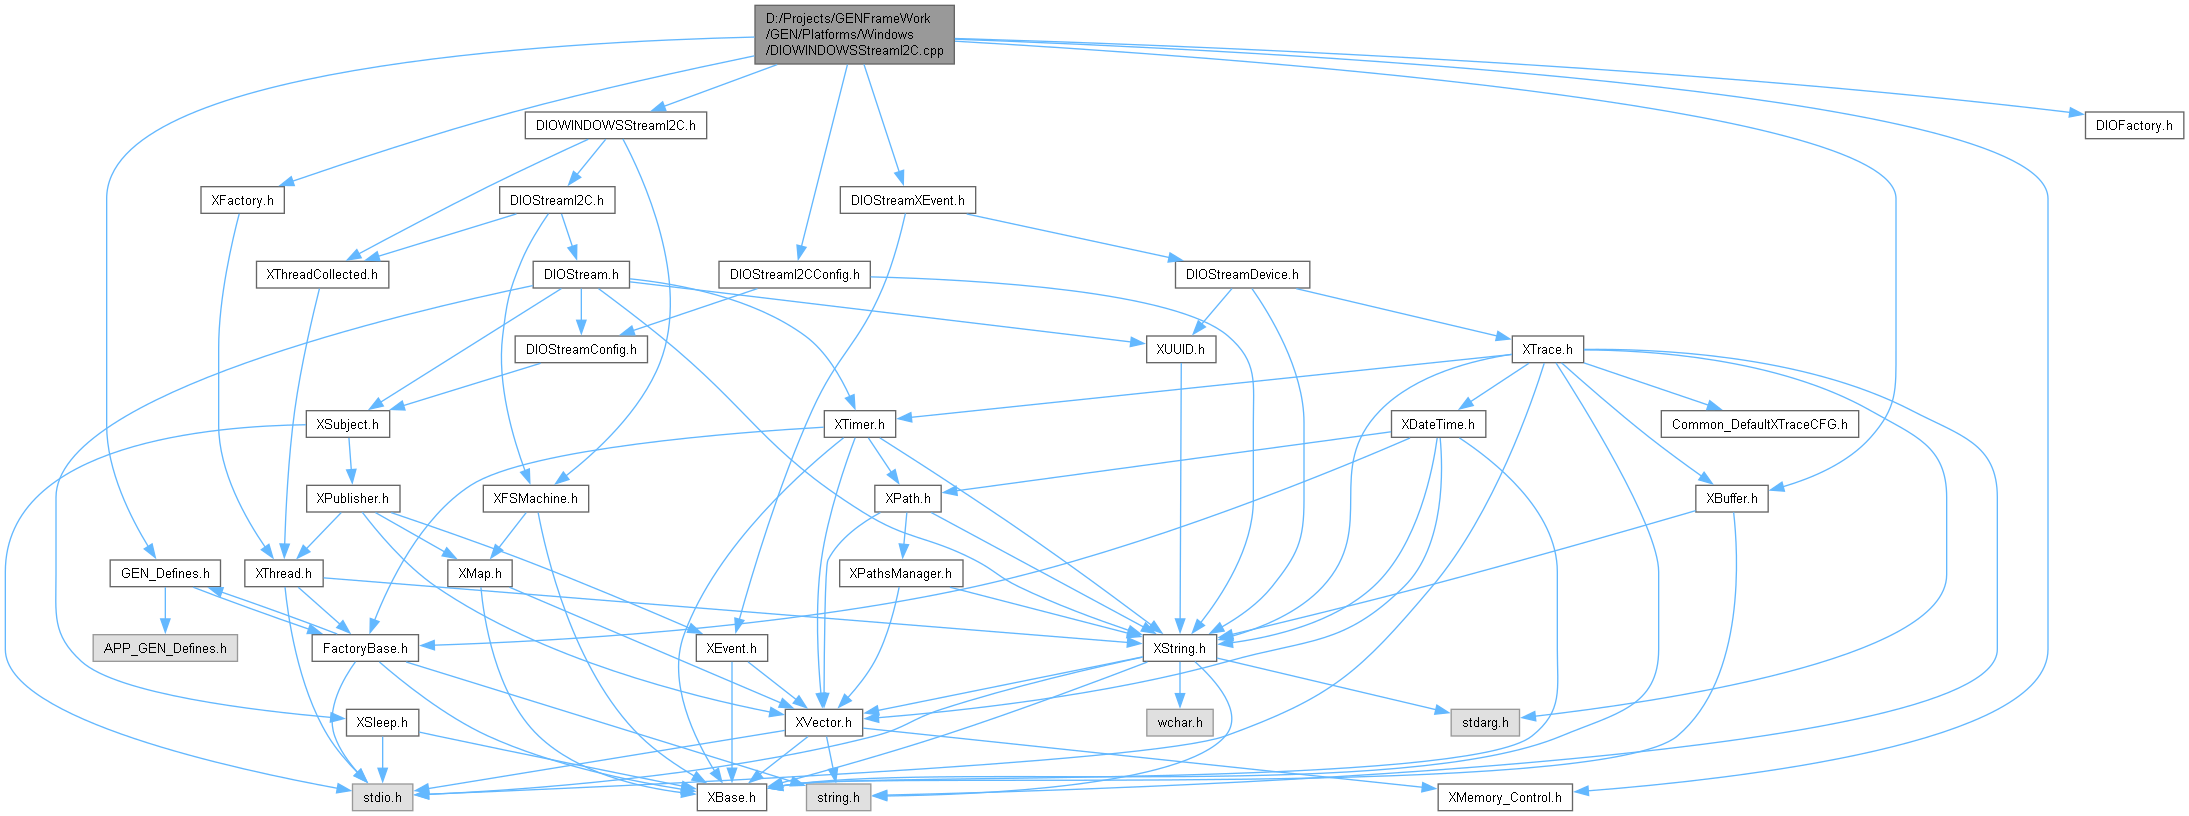 D:/Projects/GENFrameWork
/GEN/Platforms/Windows
/DIOWINDOWSStreamI2C.cpp
DIOWINDOWSStreamI2C.h
DIOFactory.h
XFactory.h
DIOStreamI2C.h
DIOStreamXEvent.h
XThreadCollected.h
DIOStream.h
DIOStreamI2CConfig.h
DIOStreamDevice.h
DIOStreamConfig.h
XUUID.h
XTrace.h
XSubject.h
XTimer.h
XDateTime.h
Common_DefaultXTraceCFG.h
XPublisher.h
XFSMachine.h
XPath.h
XBuffer.h
GEN_Defines.h
XThread.h
XMap.h
XPathsManager.h
APP_GEN_Defines.h
FactoryBase.h
XEvent.h
XString.h
XSleep.h
XVector.h
wchar.h
stdarg.h
stdio.h
XBase.h
string.h
XMemory_Control.h